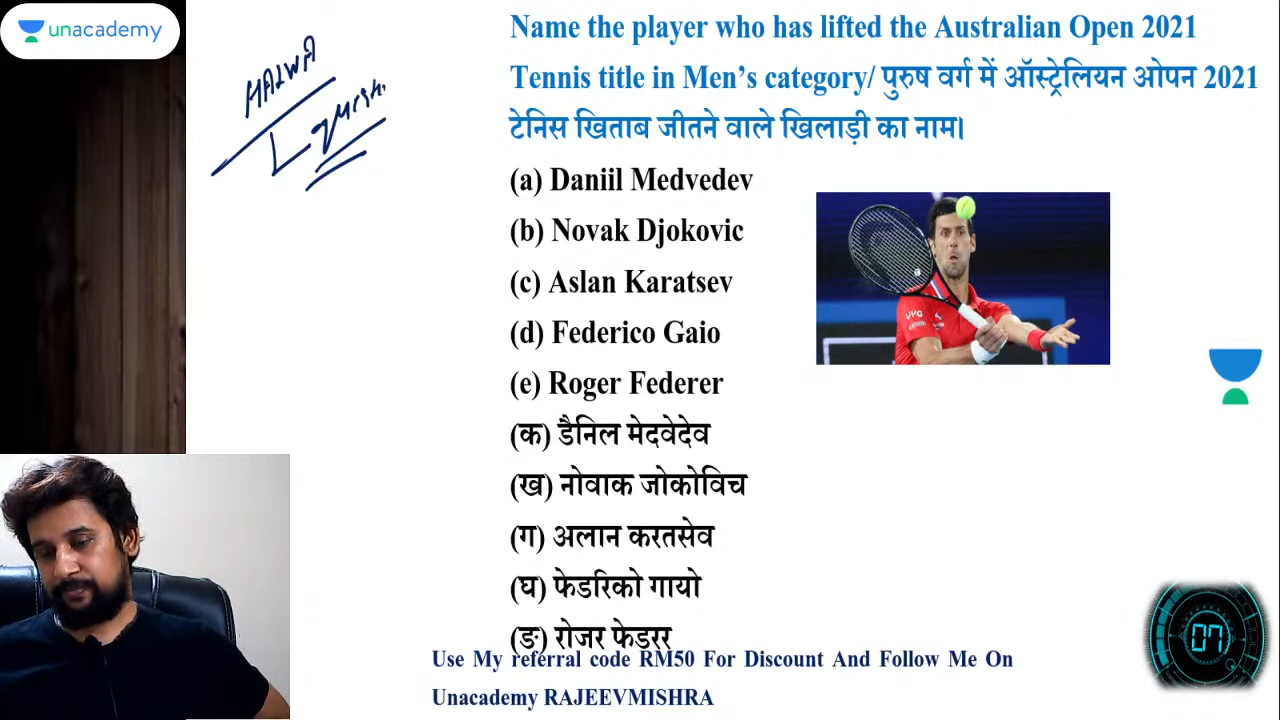 unacademy
HALWA
Name the player who has lifted the Australian Open 2021
Tennis title in Men's category/ पुरुष वर्ग में ऑस्ट्रेलियन ओपन 2021
टेनिस खिताब जीतने वाले खिलाड़ी का नाम।
(a) Daniil Medvedev
(b) Novak Djokovic
(c) Aslan Karatsev
(d) Federico Gaio
(e) Roger Federer
(क) डैनिल मेदवेदेव
(ख) नोवाक जोकोविच
(ग) अलान करतसेव
(घ) फेडरिको गायो
(ङ) रोजर फेडरर
Use My referral code RM50 For Discount And Follow Me On
Unacademy RAJEEVMISHRA
07